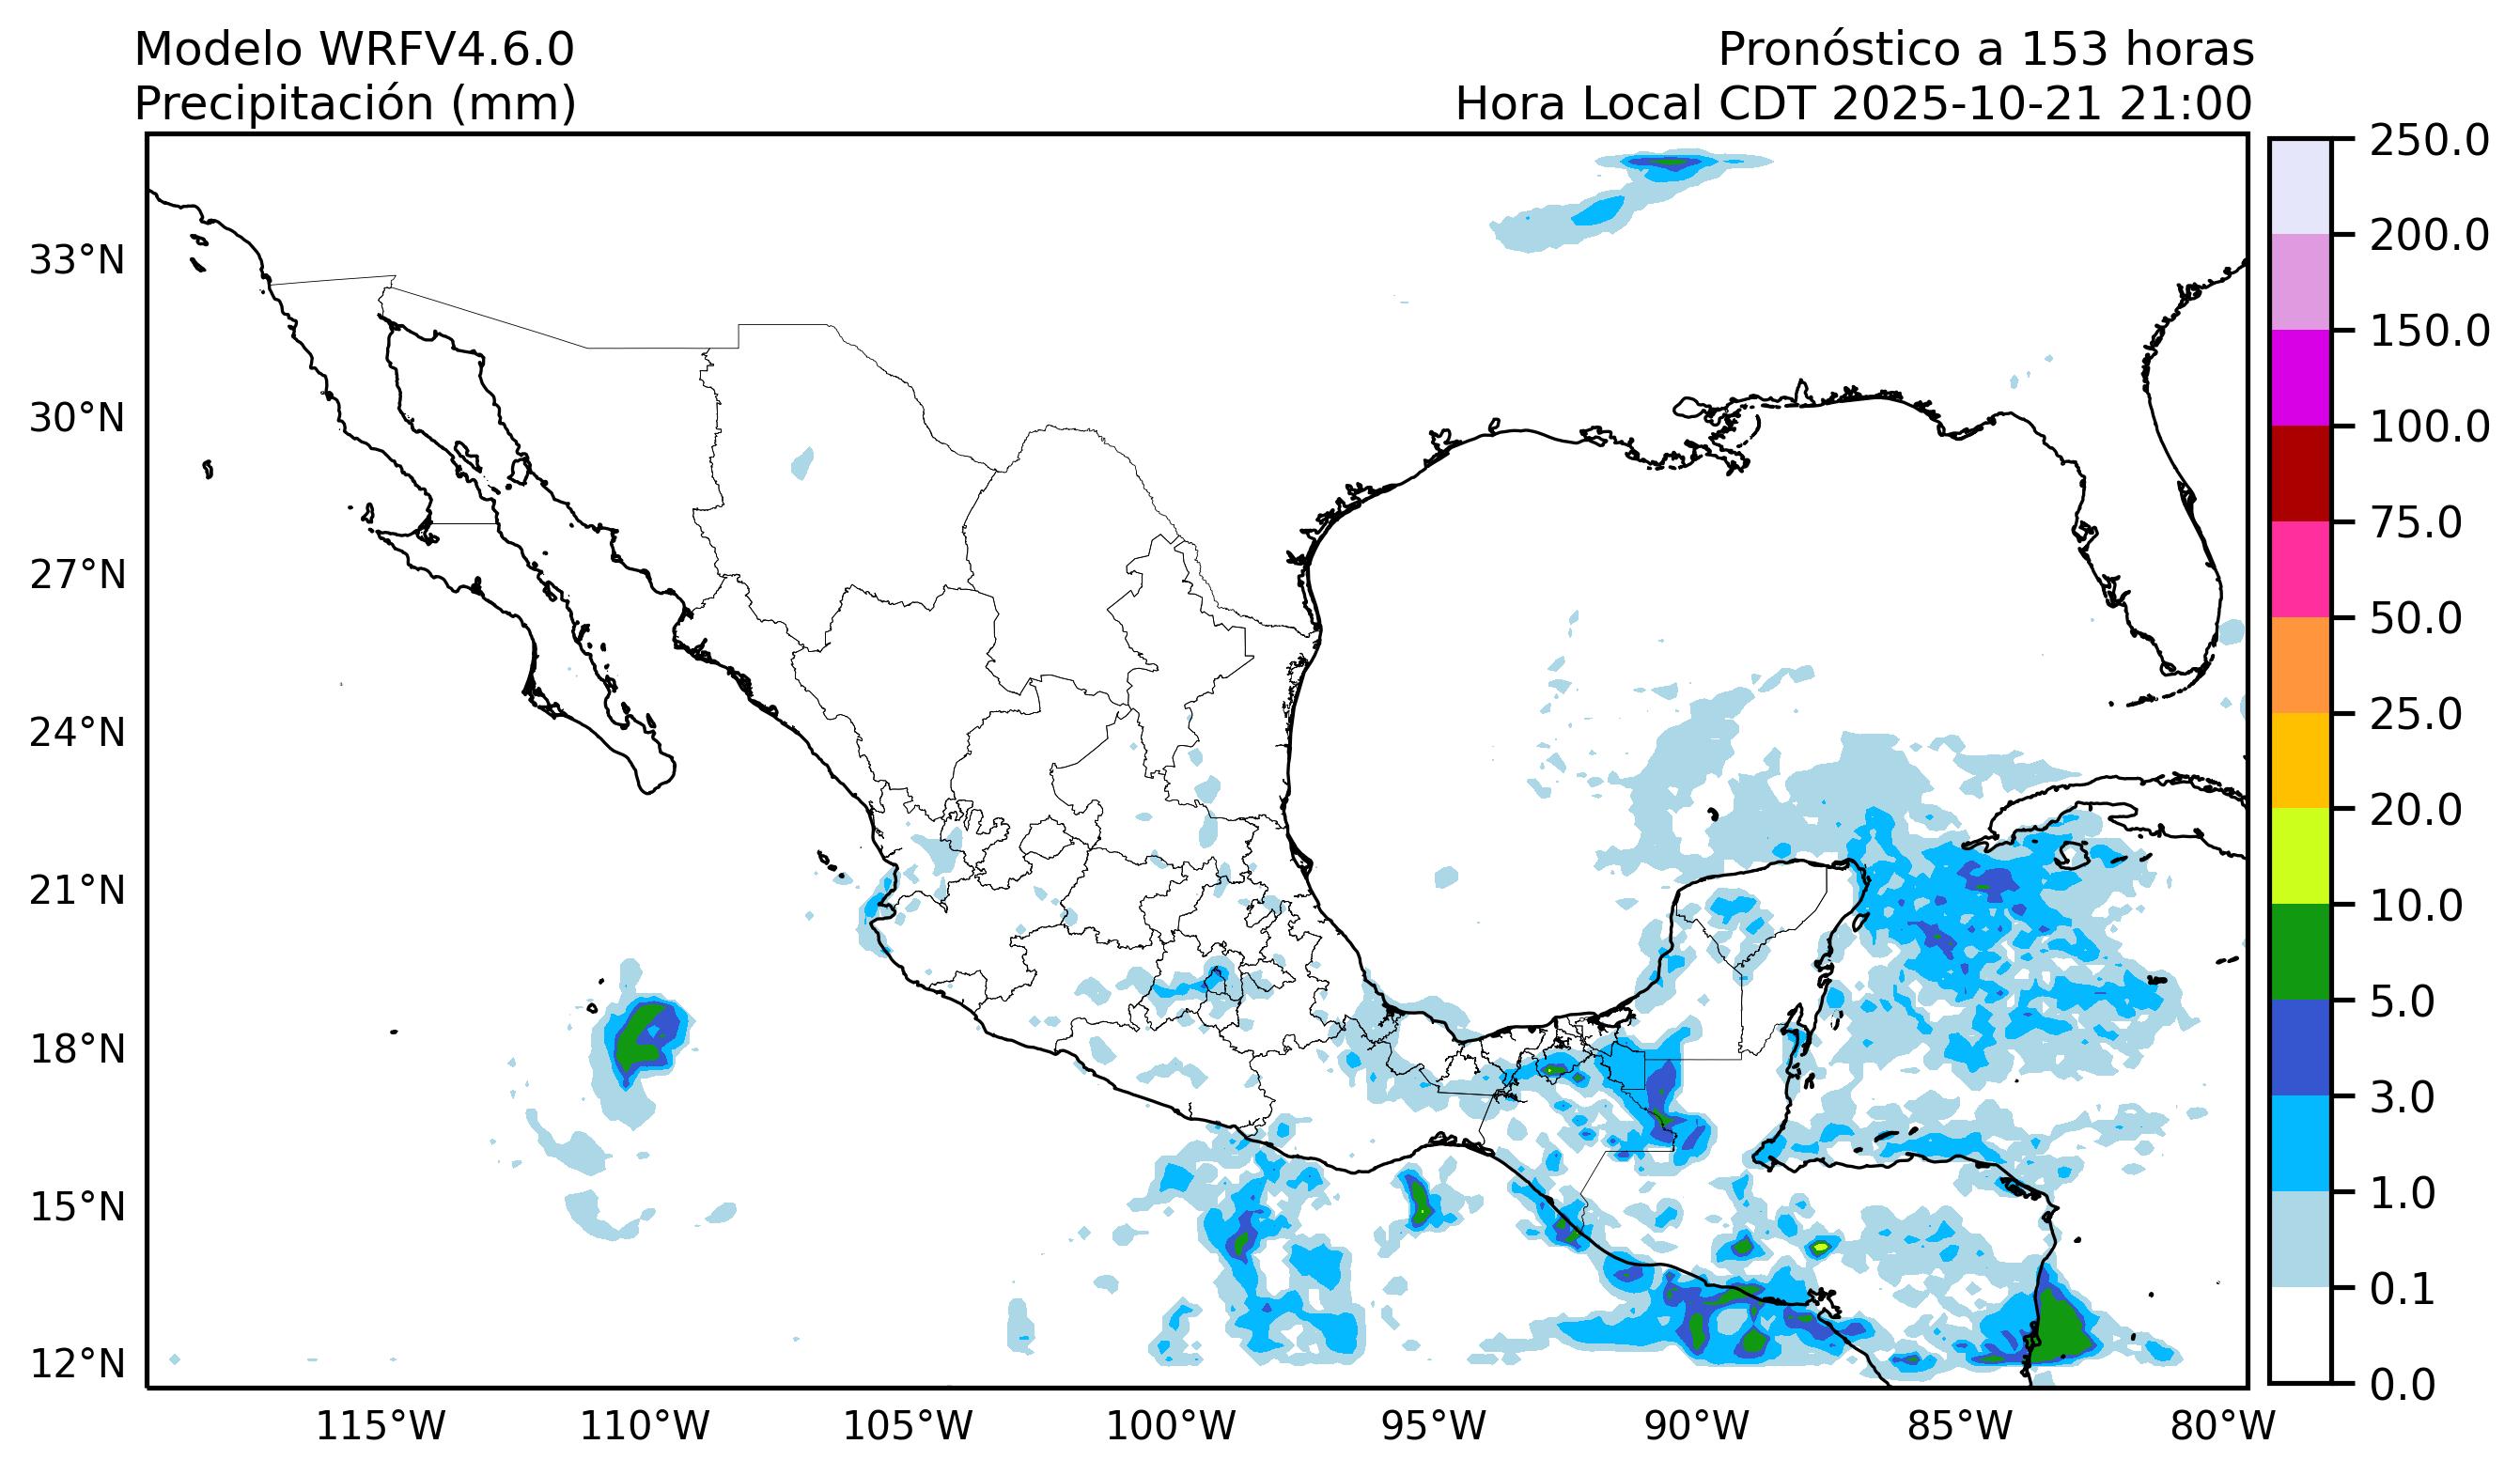 Modelo WRFV4.6.0
Precipitación (mm)
Pronóstico a 153 horas
Hora Local CDT 2025-10-21 21:00
33°N
30°N
27°N
24°N
21°N
18°N
15°N
12°N
115°W
110°W
105°W
100°W
95°W
90°W
85°W
80°W
250.0
200.0
150.0
100.0
75.0
50.0
25.0
20.0
10.0
5.0
3.0
1.0
0.1
0.0